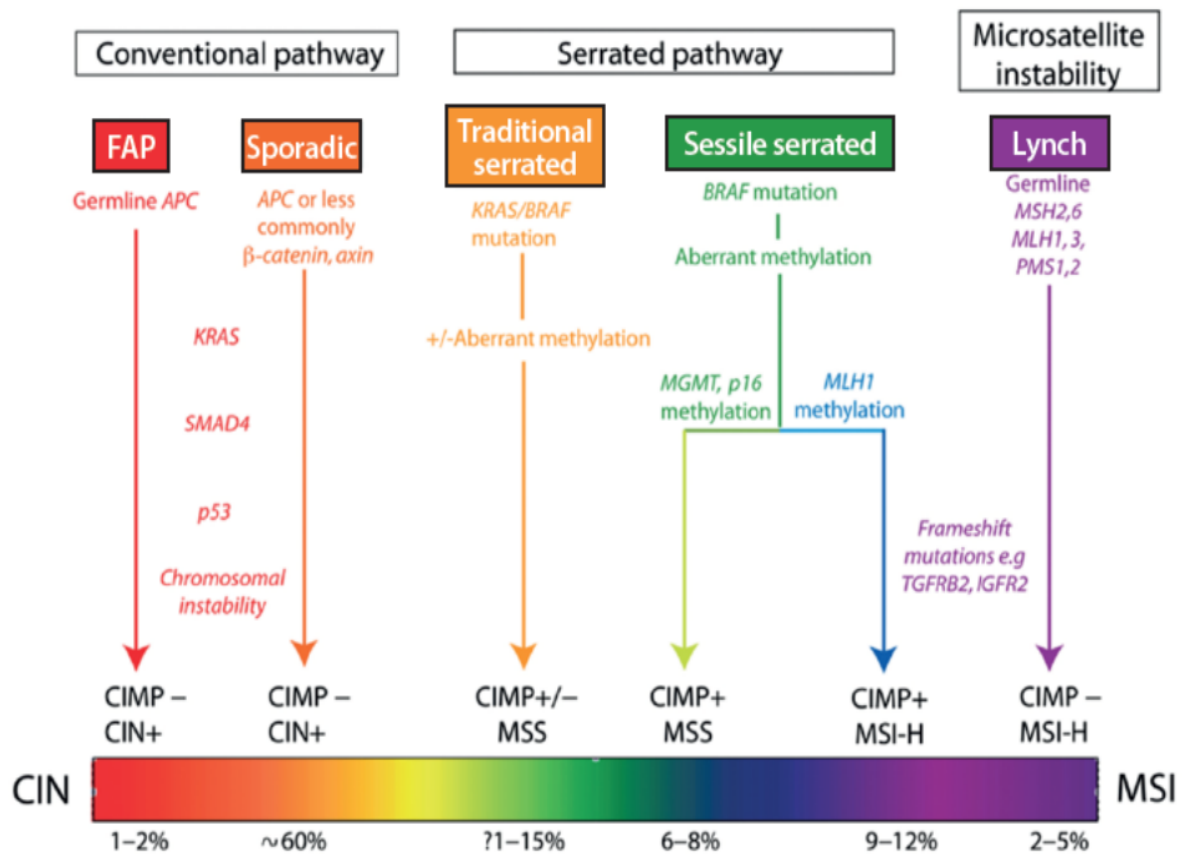 Conventional pathway
Serrated pathway
Microsatellite
instability
FAP
Sporadic
Traditional
serrated
Sessile serrated
Lynch
Germline APC
APC or less
commonly
β-catenin, axin
KRAS/BRAF
mutation
BRAF mutation
Germline
MSH2,6
MLH1, 3,
PMS1,2
Aberrant methylation
KRAS
+/-Aberrant methylation
SMAD4
MGMT, p16
methylation
MLH1
methylation
p53
Chromosomal
instability
Frameshift
mutations e.g
TGFRB2, IGFR2
CIMP –
CIN+
CIMP –
CIN+
CIMP+/–
MSS
CIMP+
MSS
CIMP+
MSI-H
CIMP –
MSI-H
CIN
MSI
1–2%
~60%
?1–15%
6–8%
9–12%
2–5%